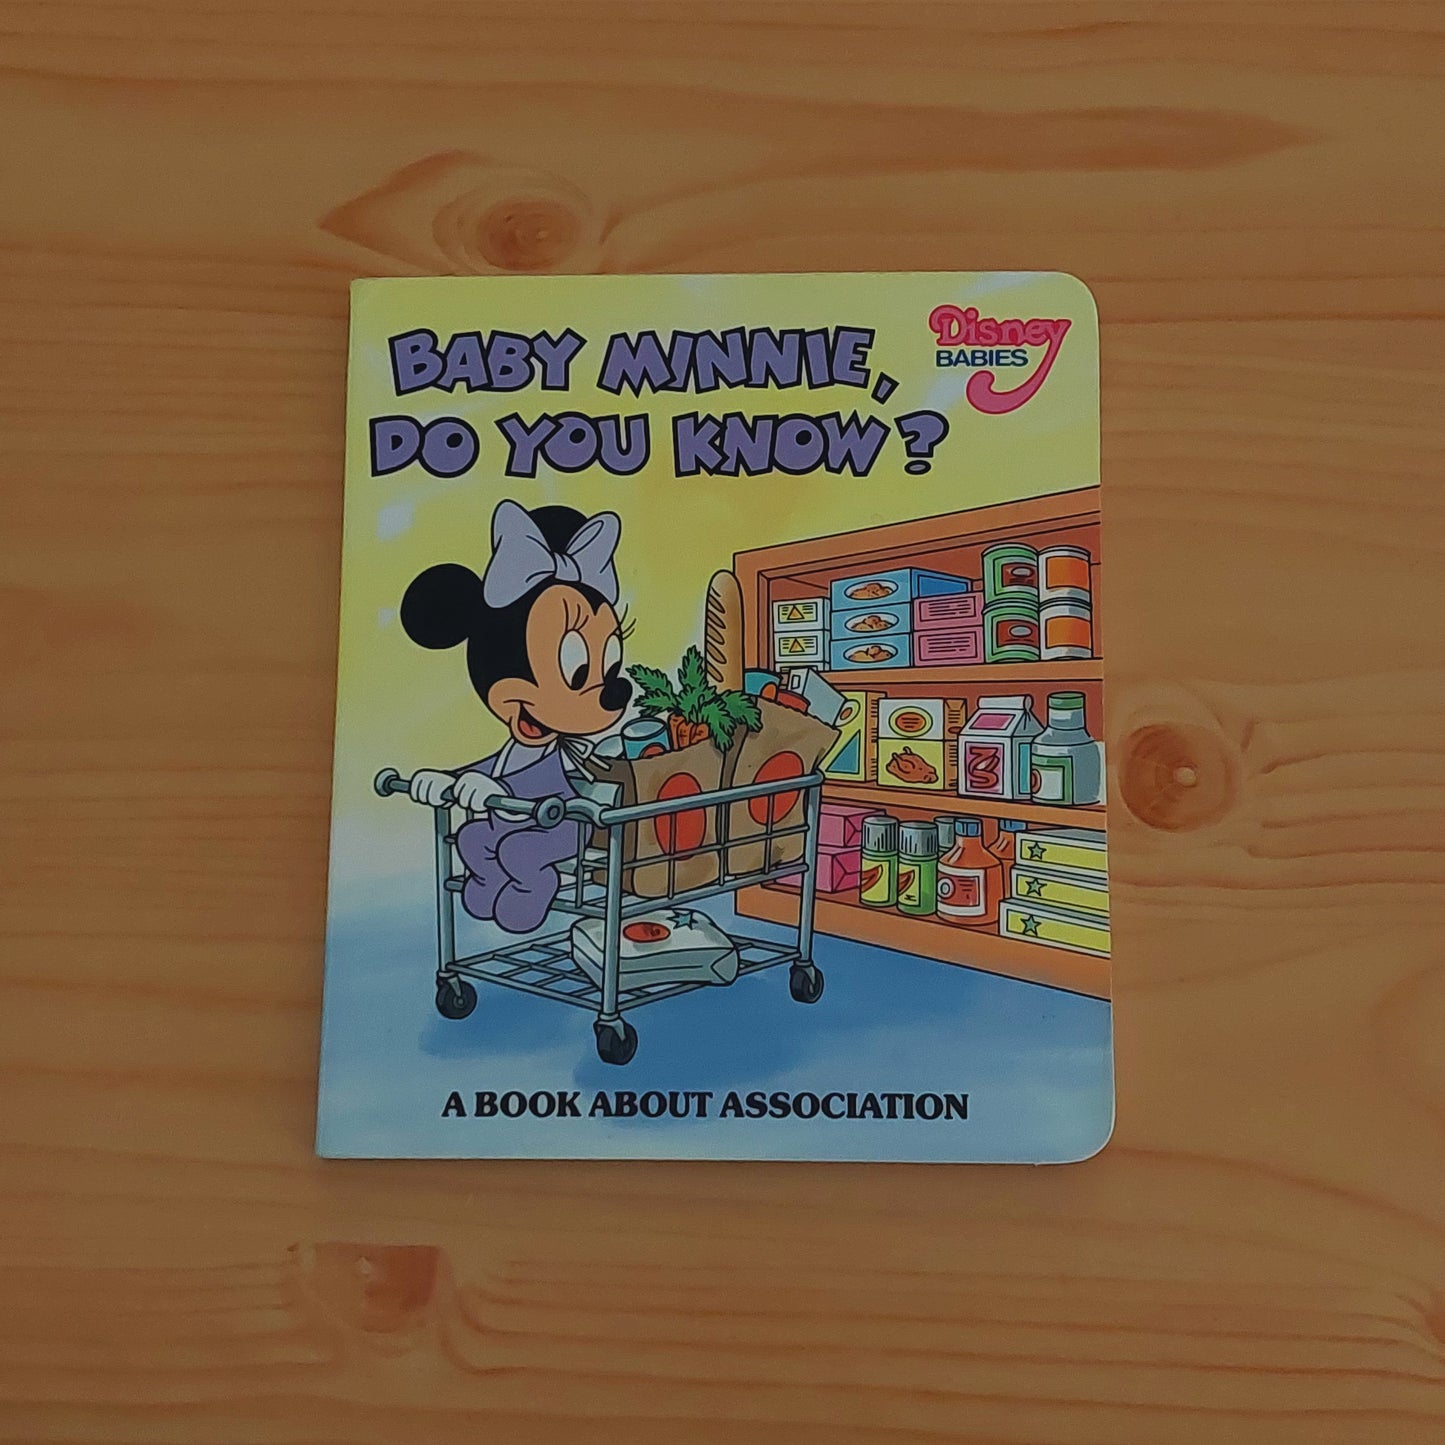 Disney
BABIES
BABY MINNIE,
DO YOU KNOW?
A BOOK ABOUT ASSOCIATION